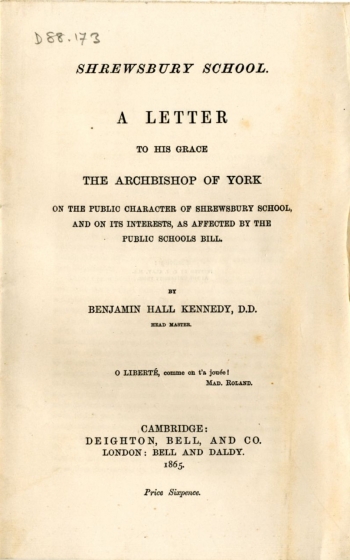 D88.173
SHREWSBURY SCHOOL.
A LETTER
TO HIS GRACE
THE ARCHBISHOP OF YORK
ON THE PUBLIC CHARACTER OF SHREWSBURY SCHOOL,
AND ON ITS INTERESTS, AS AFFECTED BY THE
PUBLIC SCHOOLS BILL.
BY
BENJAMIN HALL KENNEDY, D.D.
HEAD MASTER.
O LIBERTÉ, comme on t'a jouée!
MAD. ROLAND.
CAMBRIDGE:
DEIGHTON, BELL, AND CO.
LONDON: BELL AND DALDY.
1865.
Price Sixpence.